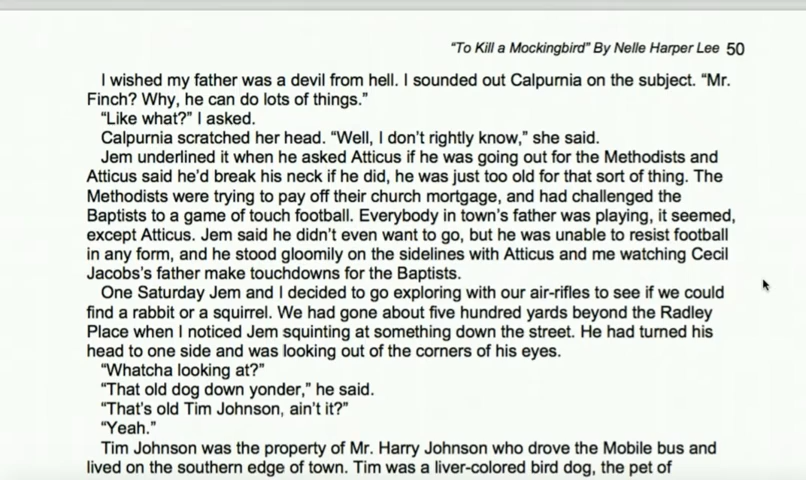 "To Kill a Mockingbird" By Nelle Harper Lee 50
I wished my father was a devil from hell. I sounded out Calpurnia on the subject. "Mr.
Finch? Why, he can do lots of things."
"Like what?" I asked.
Calpurnia scratched her head. "Well, I don't rightly know," she said.
Jem underlined it when he asked Atticus if he was going out for the Methodists and
Atticus said he'd break his neck if he did, he was just too old for that sort of thing. The
Methodists were trying to pay off their church mortgage, and had challenged the
Baptists to a game of touch football. Everybody in town's father was playing, it seemed,
except Atticus. Jem said he didn't even want to go, but he was unable to resist football
in any form, and he stood gloomily on the sidelines with Atticus and me watching Cecil
Jacobs's father make touchdowns for the Baptists.
One Saturday Jem and I decided to go exploring with our air-rifles to see if we could
find a rabbit or a squirrel. We had gone about five hundred yards beyond the Radley
Place when I noticed Jem squinting at something down the street. He had turned his
head to one side and was looking out of the corners of his eyes.
"Whatcha looking at?"
"That old dog down yonder," he said.
"That's old Tim Johnson, ain't it?"
"Yeah."
Tim Johnson was the property of Mr. Harry Johnson who drove the Mobile bus and
lived on the southern edge of town. Tim was a liver-colored bird dog, the pet of